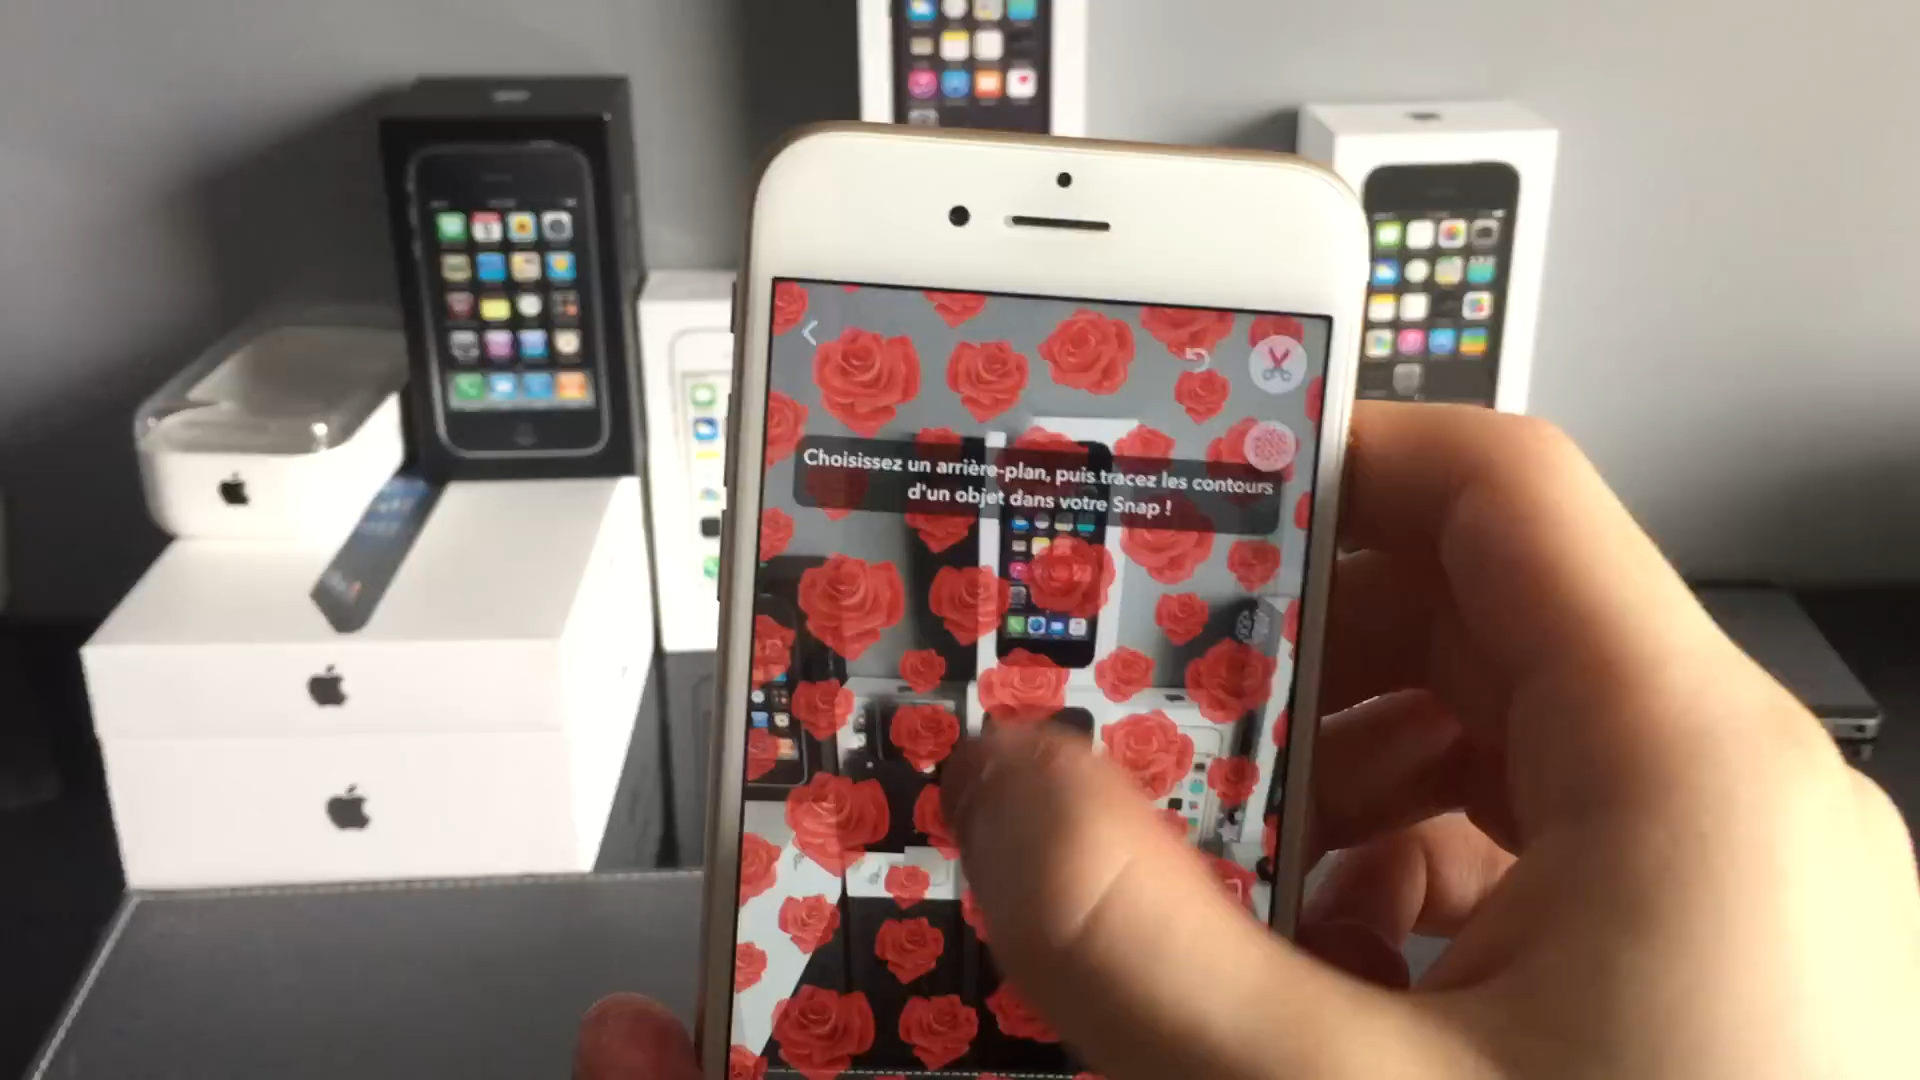 Choisissez un arrière-plan, puis tracez les contours
d'un objet dans votre Snap !